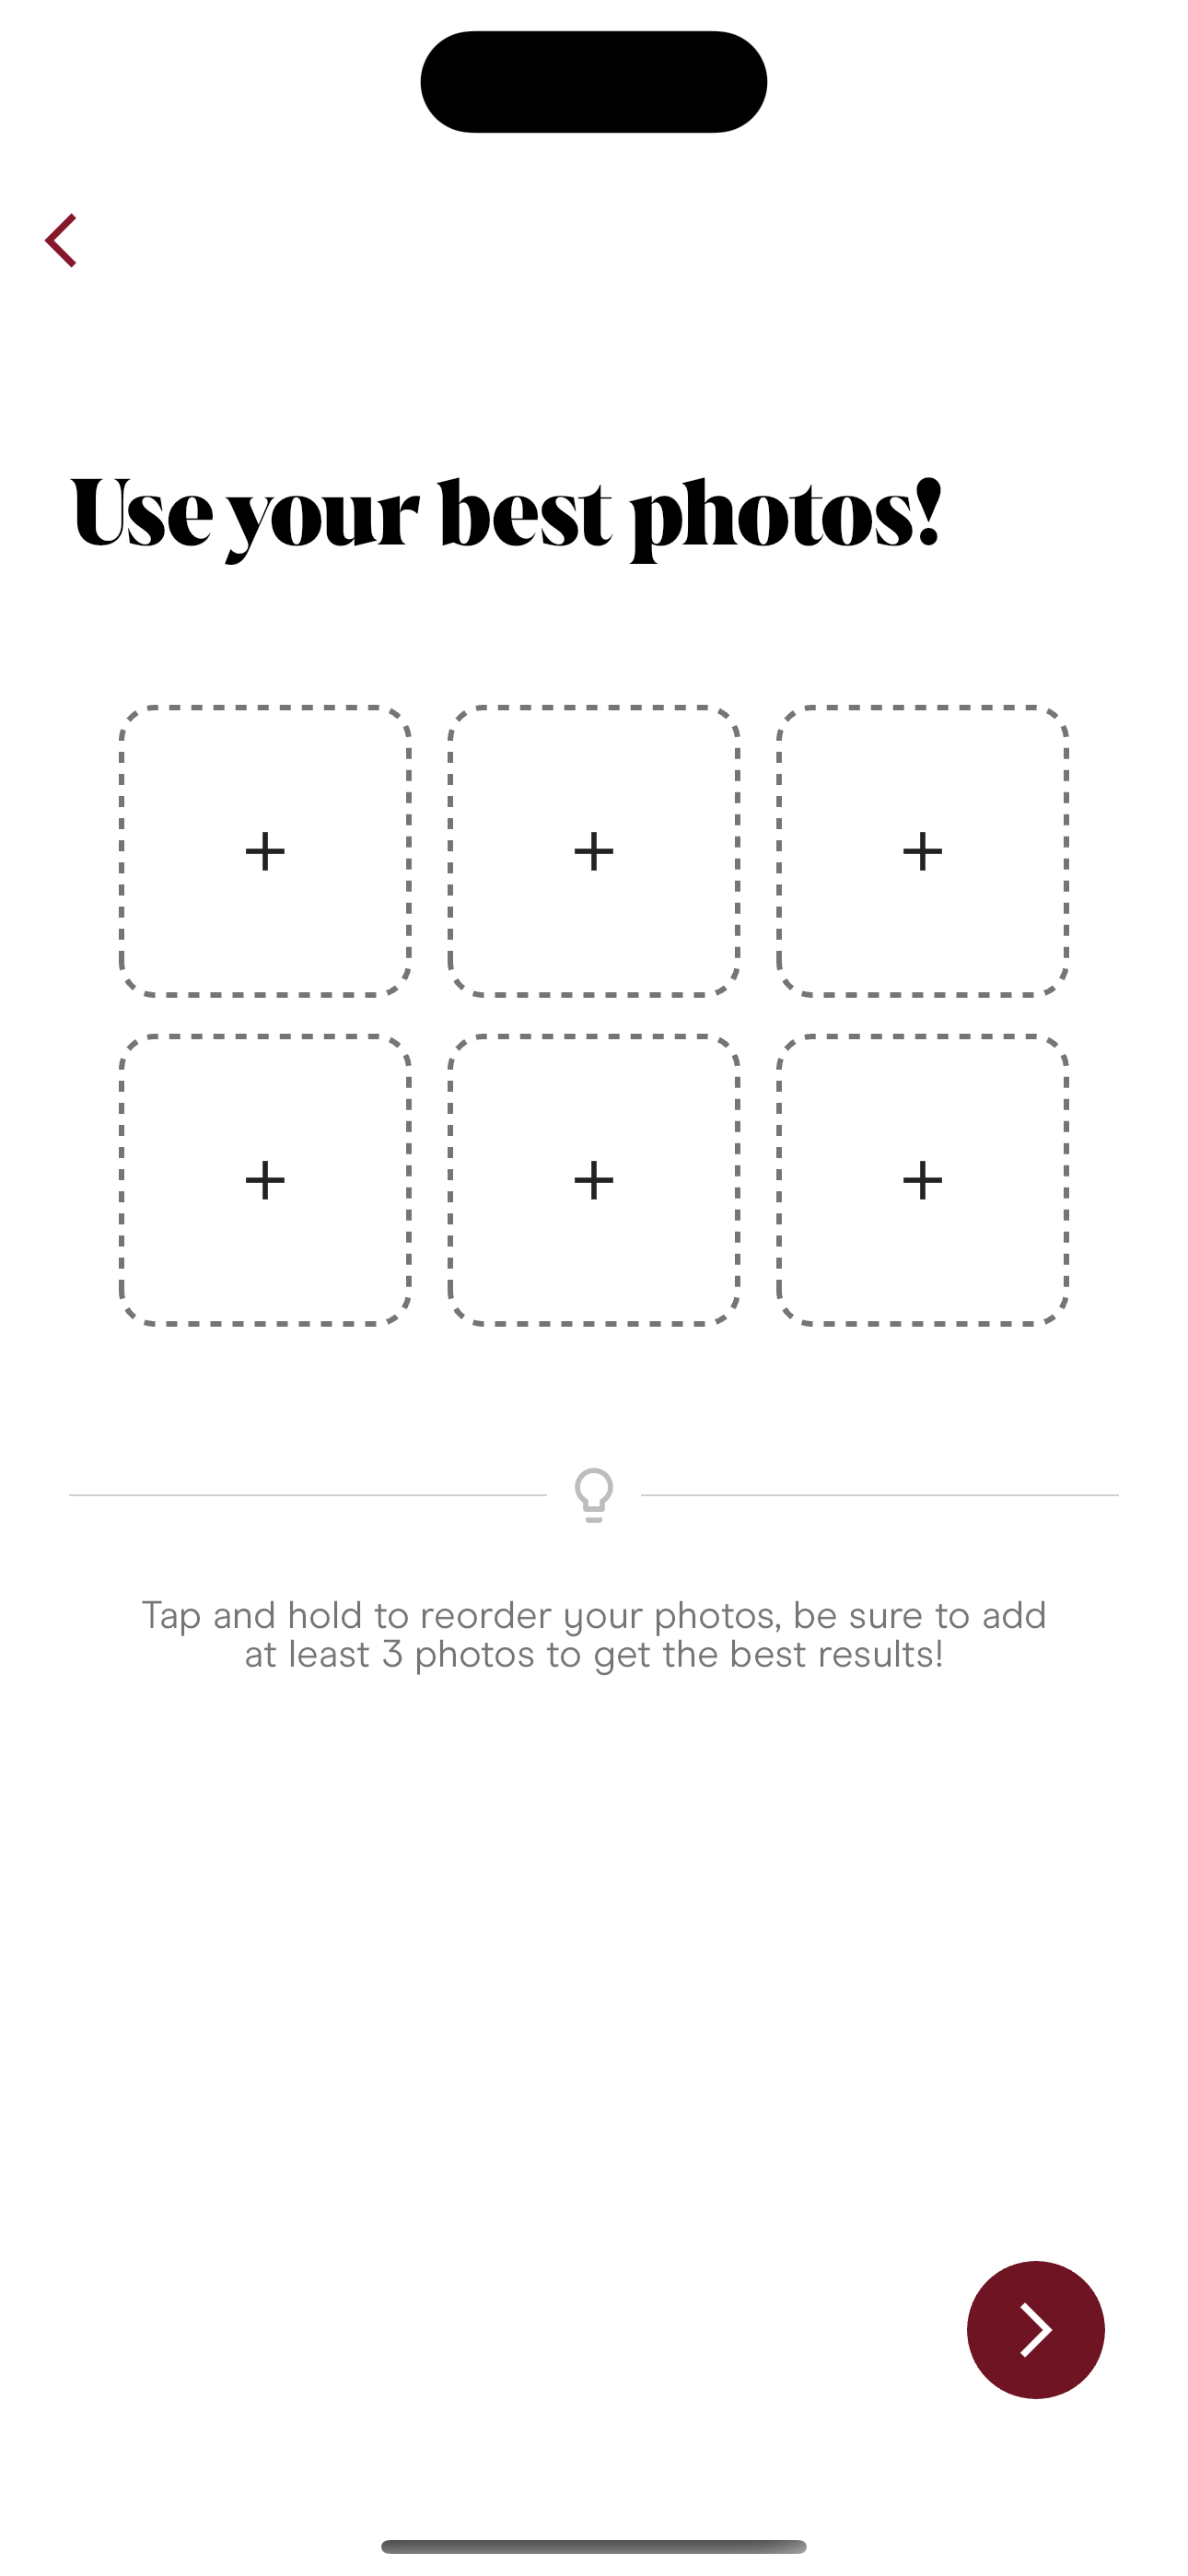 Use your best photos!
Tap and hold to reorder your photos, be sure to add
at least 3 photos to get the best results!